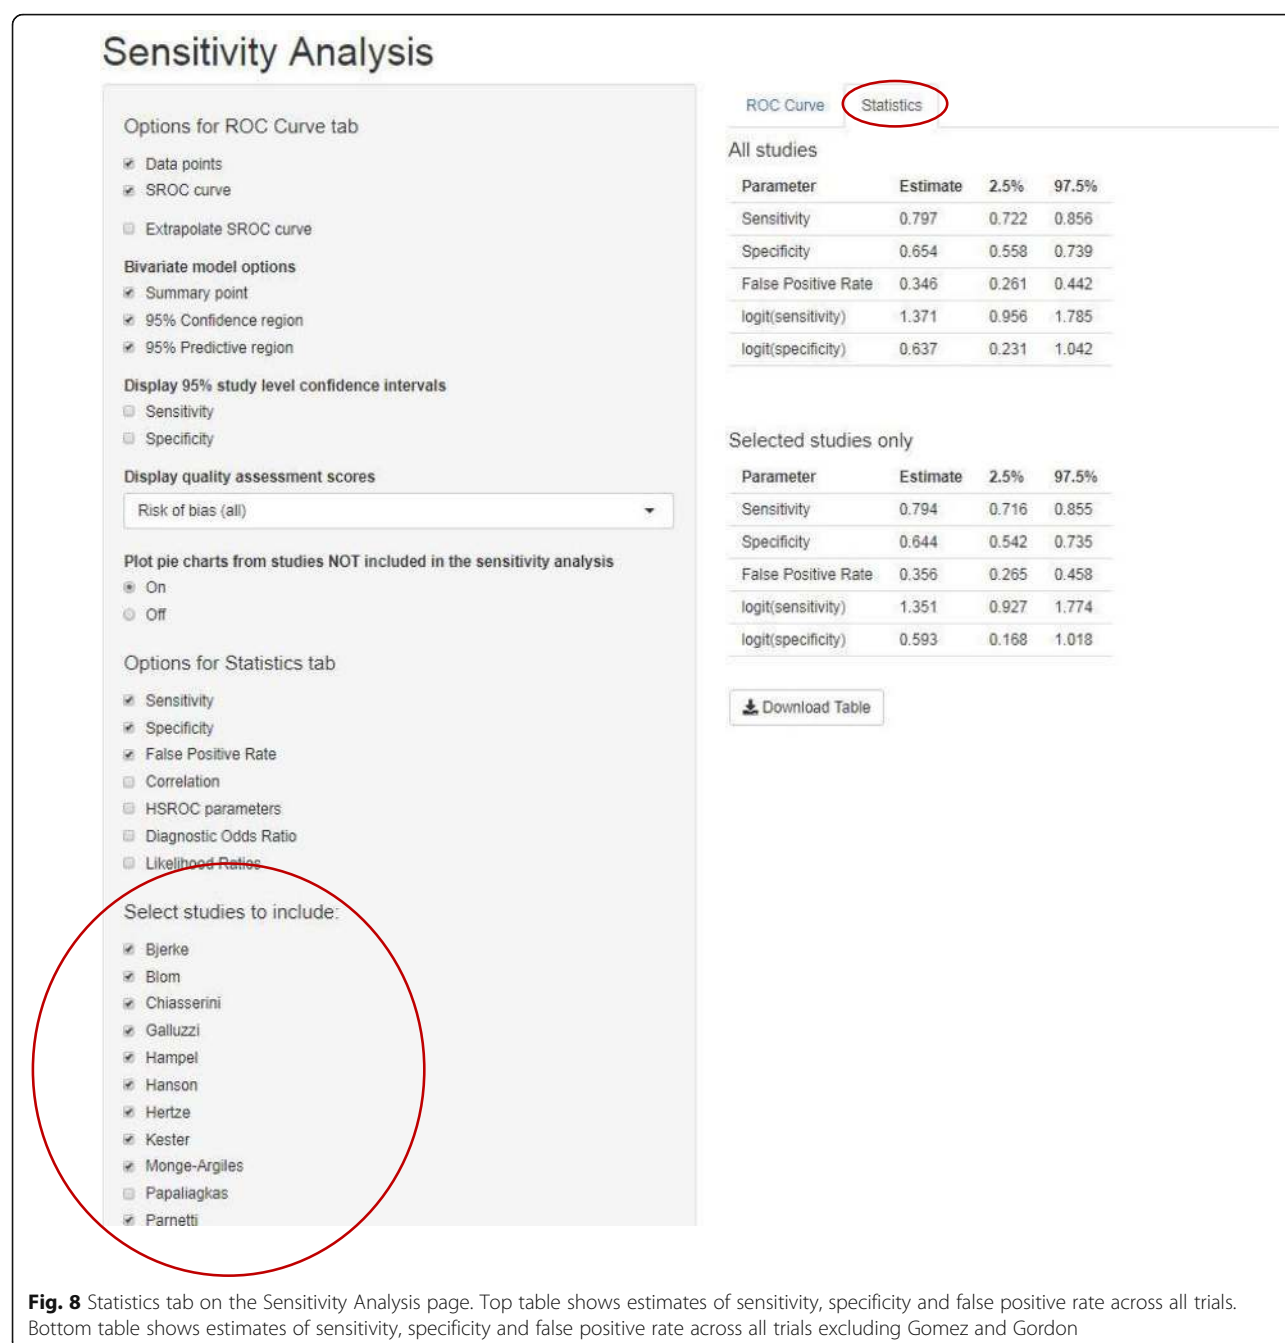 Sensitivity Analysis
Options for ROC Curve tab
Data points
SROC curve
Extrapolate SROC curve
Bivariate model options
Summary point
95% Confidence region
95% Predictive region
Display 95% study level confidence intervals
Sensitivity
Specificity
Display quality assessment scores
Risk of bias (all)
Plot pie charts from studies NOT included in the sensitivity analysis
On
Off
Options for Statistics tab
Sensitivity
Specificity
False Positive Rate
Correlation
HSROC parameters
Diagnostic Odds Ratio
Likelihood Ratios
Select studies to include:
Bjerke
Blom
Chiasserini
Galluzzi
Hampel
Hanson
Hertze
Kester
Monge-Argiles
Papaliagkas
Parnetti
ROC Curve Statistics
All studies
Parameter Estimate 2.5% 97.5%
Sensitivity 0.797 0.722 0.856
Specificity 0.654 0.558 0.739
False Positive Rate 0.346 0.261 0.442
logit(sensitivity) 1.371 0.956 1.785
logit(specificity) 0.637 0.231 1.042
Selected studies only
Parameter Estimate 2.5% 97.5%
Sensitivity 0.794 0.716 0.855
Specificity 0.644 0.542 0.735
False Positive Rate 0.356 0.265 0.458
logit(sensitivity) 1.351 0.927 1.774
logit(specificity) 0.593 0.168 1.018
Download Table
Fig. 8 Statistics tab on the Sensitivity Analysis page. Top table shows estimates of sensitivity, specificity and false positive rate across all trials.
Bottom table shows estimates of sensitivity, specificity and false positive rate across all trials excluding Gomez and Gordon